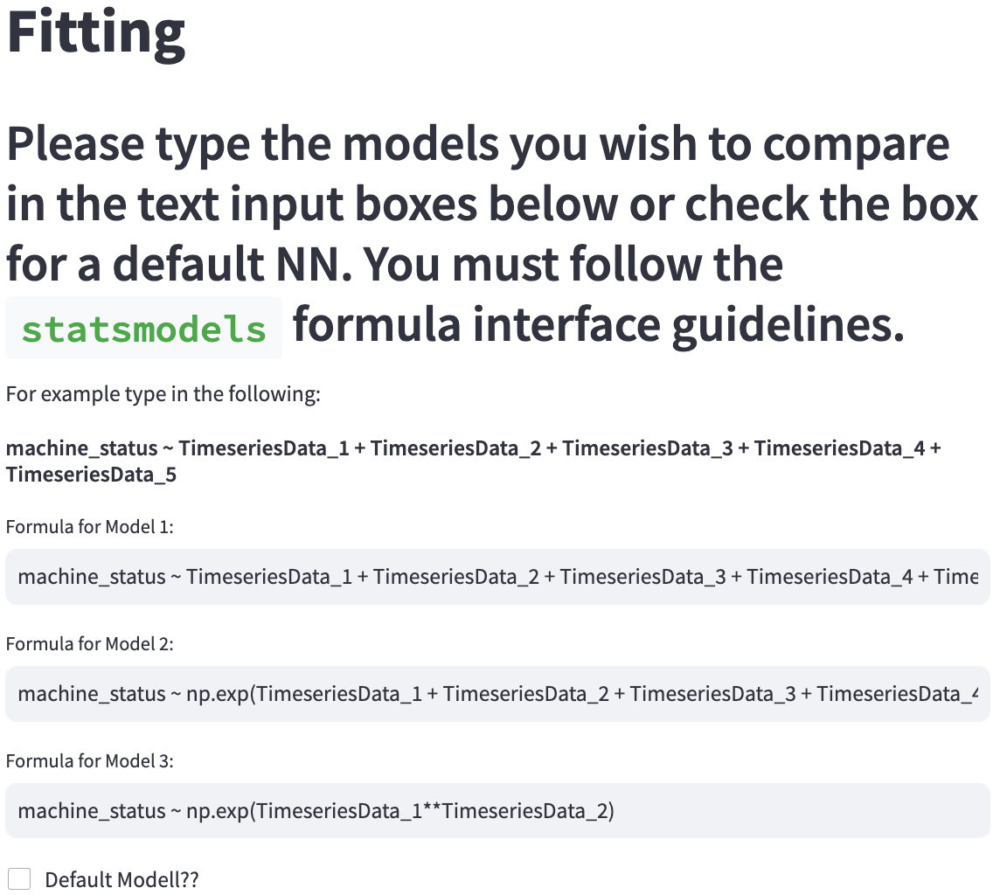 Fitting
Please type the models you wish to compare
in the text input boxes below or check the box
for a default NN. You must follow the
statsmodels formula interface guidelines.
For example type in the following:
machine_status ~ TimeseriesData_1 + TimeseriesData_2 + TimeseriesData_3 + TimeseriesData_4 +
TimeseriesData_5
Formula for Model 1:
machine_status ~ TimeseriesData_1 + TimeseriesData_2 + TimeseriesData_3 + TimeseriesData_4 + Time
Formula for Model 2:
machine_status ~ np.exp(TimeseriesData_1 + TimeseriesData_2 + TimeseriesData_3 + TimeseriesData_4
Formula for Model 3:
machine_status ~ np.exp(TimeseriesData_1**TimeseriesData_2)
Default Modell??